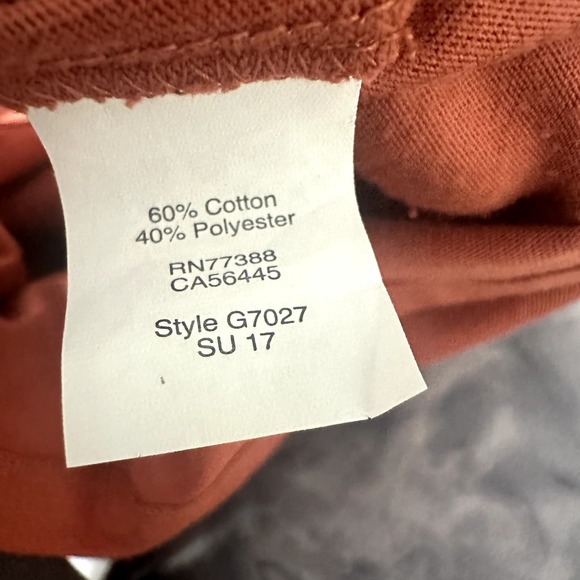 60% Cotton
40% Polyester
RN77388
CA56445
Style G7027
SU 17